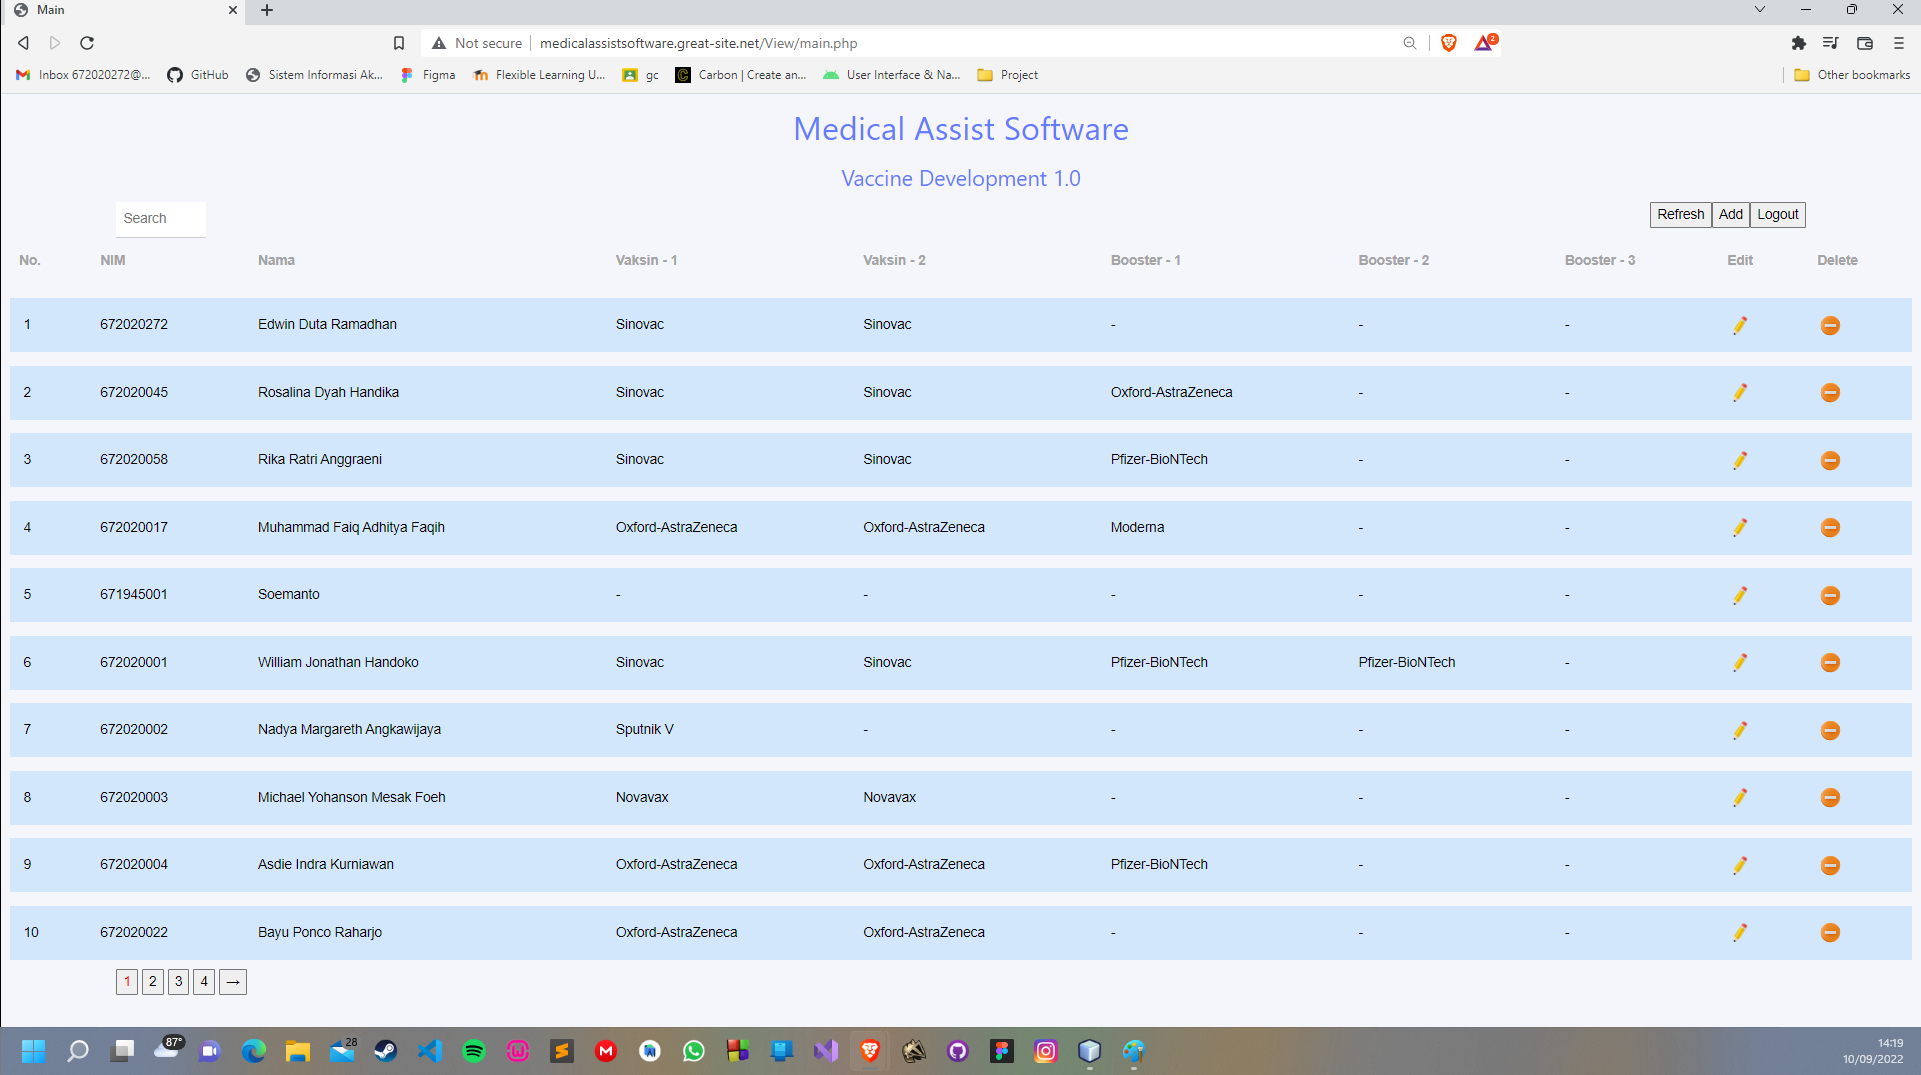 Main
Not secure medicalassistsoftware.great-site.net/View/main.php 2
Inbox 672020272@... GitHub Sistem Informasi Ak... Figma Flexible Learning U... gc Carbon | Create an... User Interface & Na... Project Other bookmarks
Medical Assist Software
Vaccine Development 1.0
Search Refresh Add Logout
No. NIM Nama Vaksin - 1 Vaksin - 2 Booster - 1 Booster - 2 Booster - 3 Edit Delete
1 672020272 Edwin Duta Ramadhan Sinovac Sinovac - - -
2 672020045 Rosalina Dyah Handika Sinovac Sinovac Oxford-AstraZeneca - -
3 672020058 Rika Ratri Anggraeni Sinovac Sinovac Pfizer-BioNTech - -
4 672020017 Muhammad Faiq Adhitya Faqih Oxford-AstraZeneca Oxford-AstraZeneca Moderna - -
5 671945001 Soemanto - - - - -
6 672020001 William Jonathan Handoko Sinovac Sinovac Pfizer-BioNTech Pfizer-BioNTech -
7 672020002 Nadya Margareth Angkawijaya Sputnik V - - - -
8 672020003 Michael Yohanson Mesak Foeh Novavax Novavax - - -
9 672020004 Asdie Indra Kurniawan Oxford-AstraZeneca Oxford-AstraZeneca Pfizer-BioNTech - -
10 672020022 Bayu Ponco Raharjo Oxford-AstraZeneca Oxford-AstraZeneca - - -
1 2 3 4 →
87° 28 14:19
10/09/2022